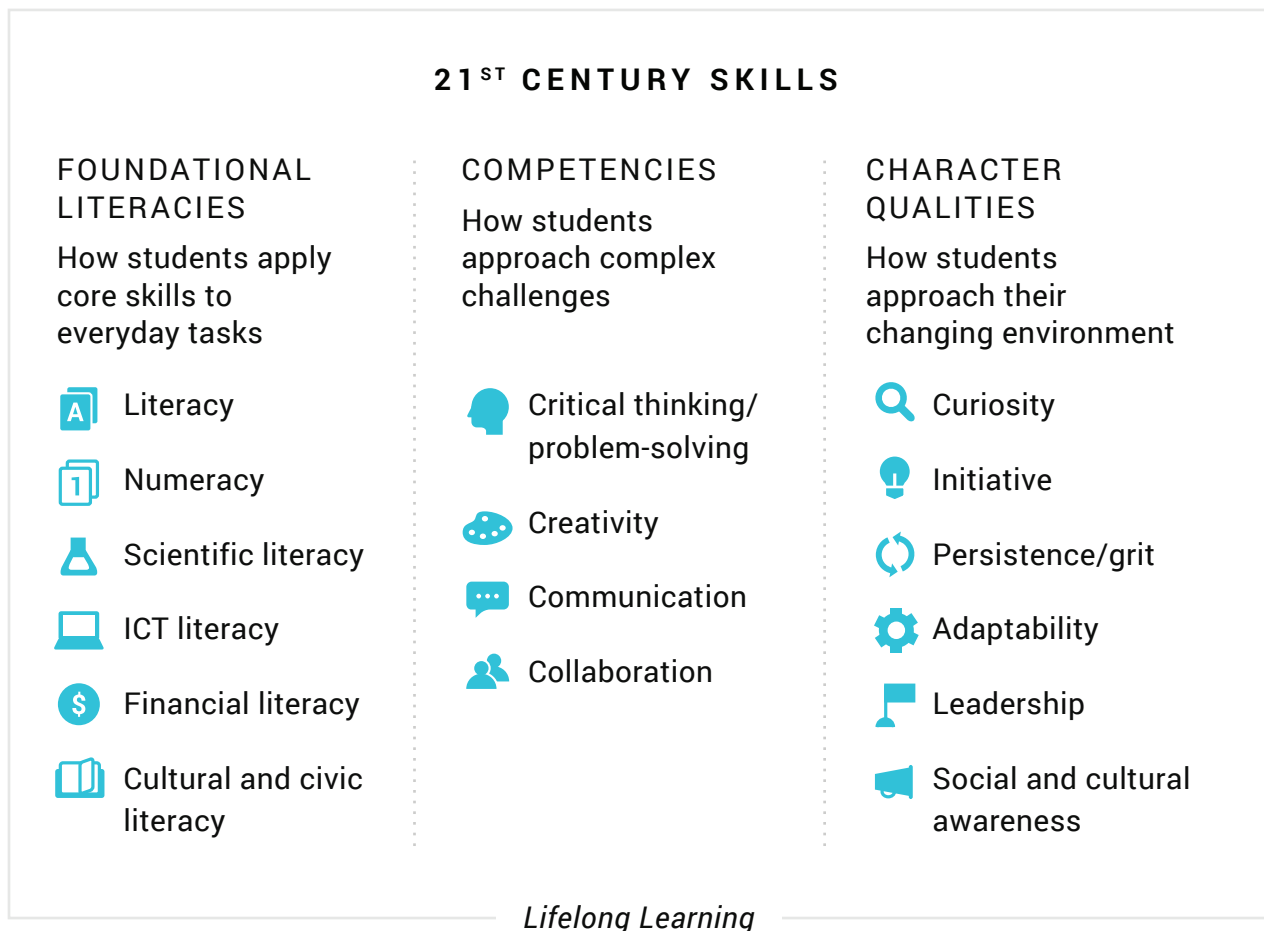 21ST CENTURY SKILLS
FOUNDATIONAL
LITERACIES
How students apply
core skills to
everyday tasks
A Literacy
1 Numeracy
Scientific literacy
ICT literacy
$ Financial literacy
Cultural and civic
literacy
COMPETENCIES
How students
approach complex
challenges
Critical thinking/
problem-solving
Creativity
Communication
Collaboration
CHARACTER
QUALITIES
How students
approach their
changing environment
Curiosity
Initiative
Persistence/grit
Adaptability
Leadership
Social and cultural
awareness
Lifelong Learning